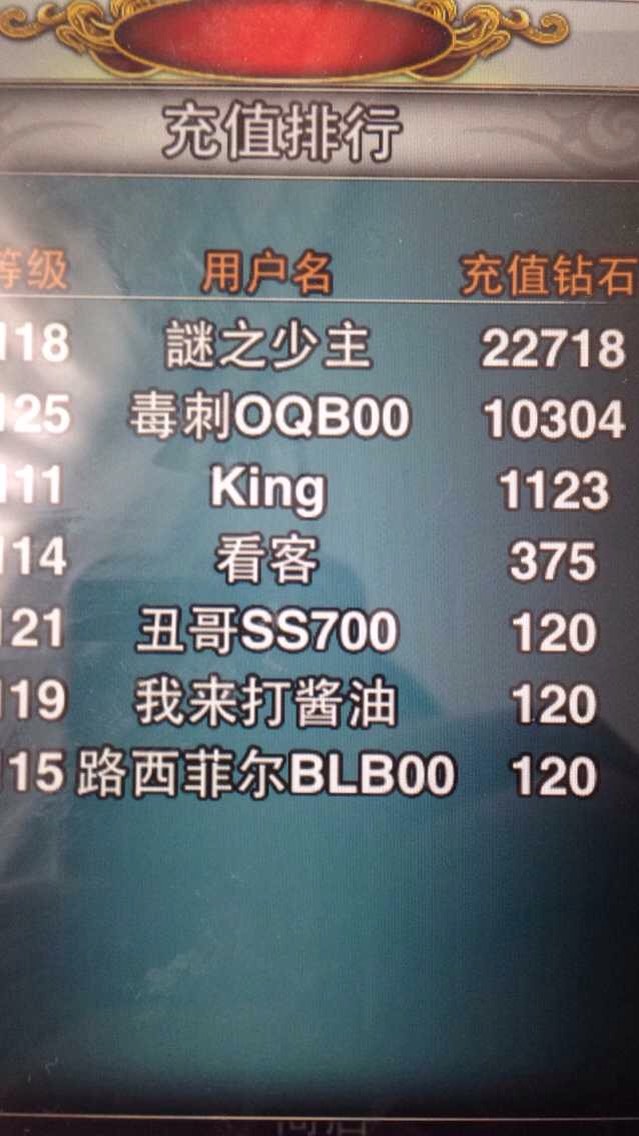 充值排行
等级 用户名 充值钻石
118 謎之少主 22718
125 毒刺OQB00 10304
111 King 1123
114 看客 375
121 丑哥SS700 120
119 我来打酱油 120
115 路西菲尔BLB00 120